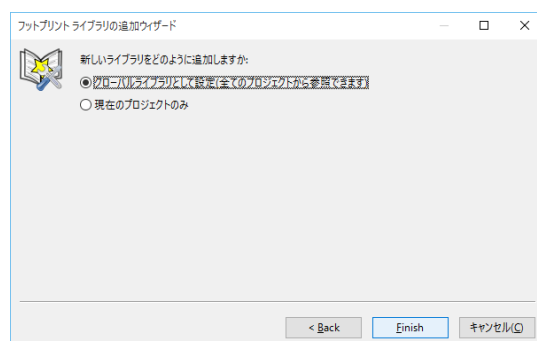 フットプリント ライブラリの追加ウィザード
新しいライブラリをどのように追加しますか:
グローバルライブラリとして設定(全てのプロジェクトから参照できます)
現在のプロジェクトのみ
< Back
Finish
キャンセル(C)